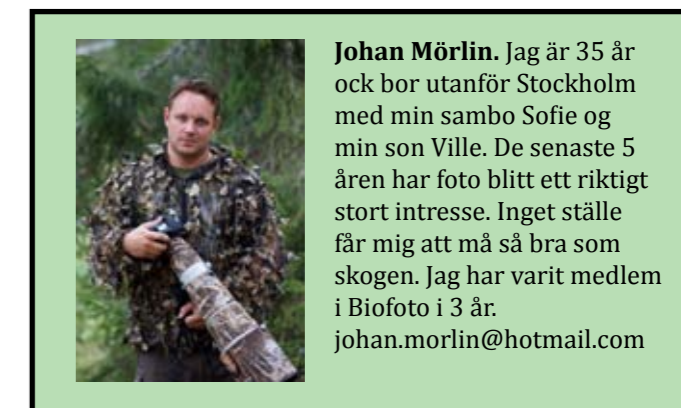 Johan Mörlin. Jag är 35 år
ock bor utanför Stockholm
med min sambo Sofie og
min son Ville. De senaste 5
åren har foto blitt ett riktigt
stort intresse. Inget ställe
får mig att må så bra som
skogen. Jag har varit medlem
i Biofoto i 3 år.
johan.morlin@hotmail.com